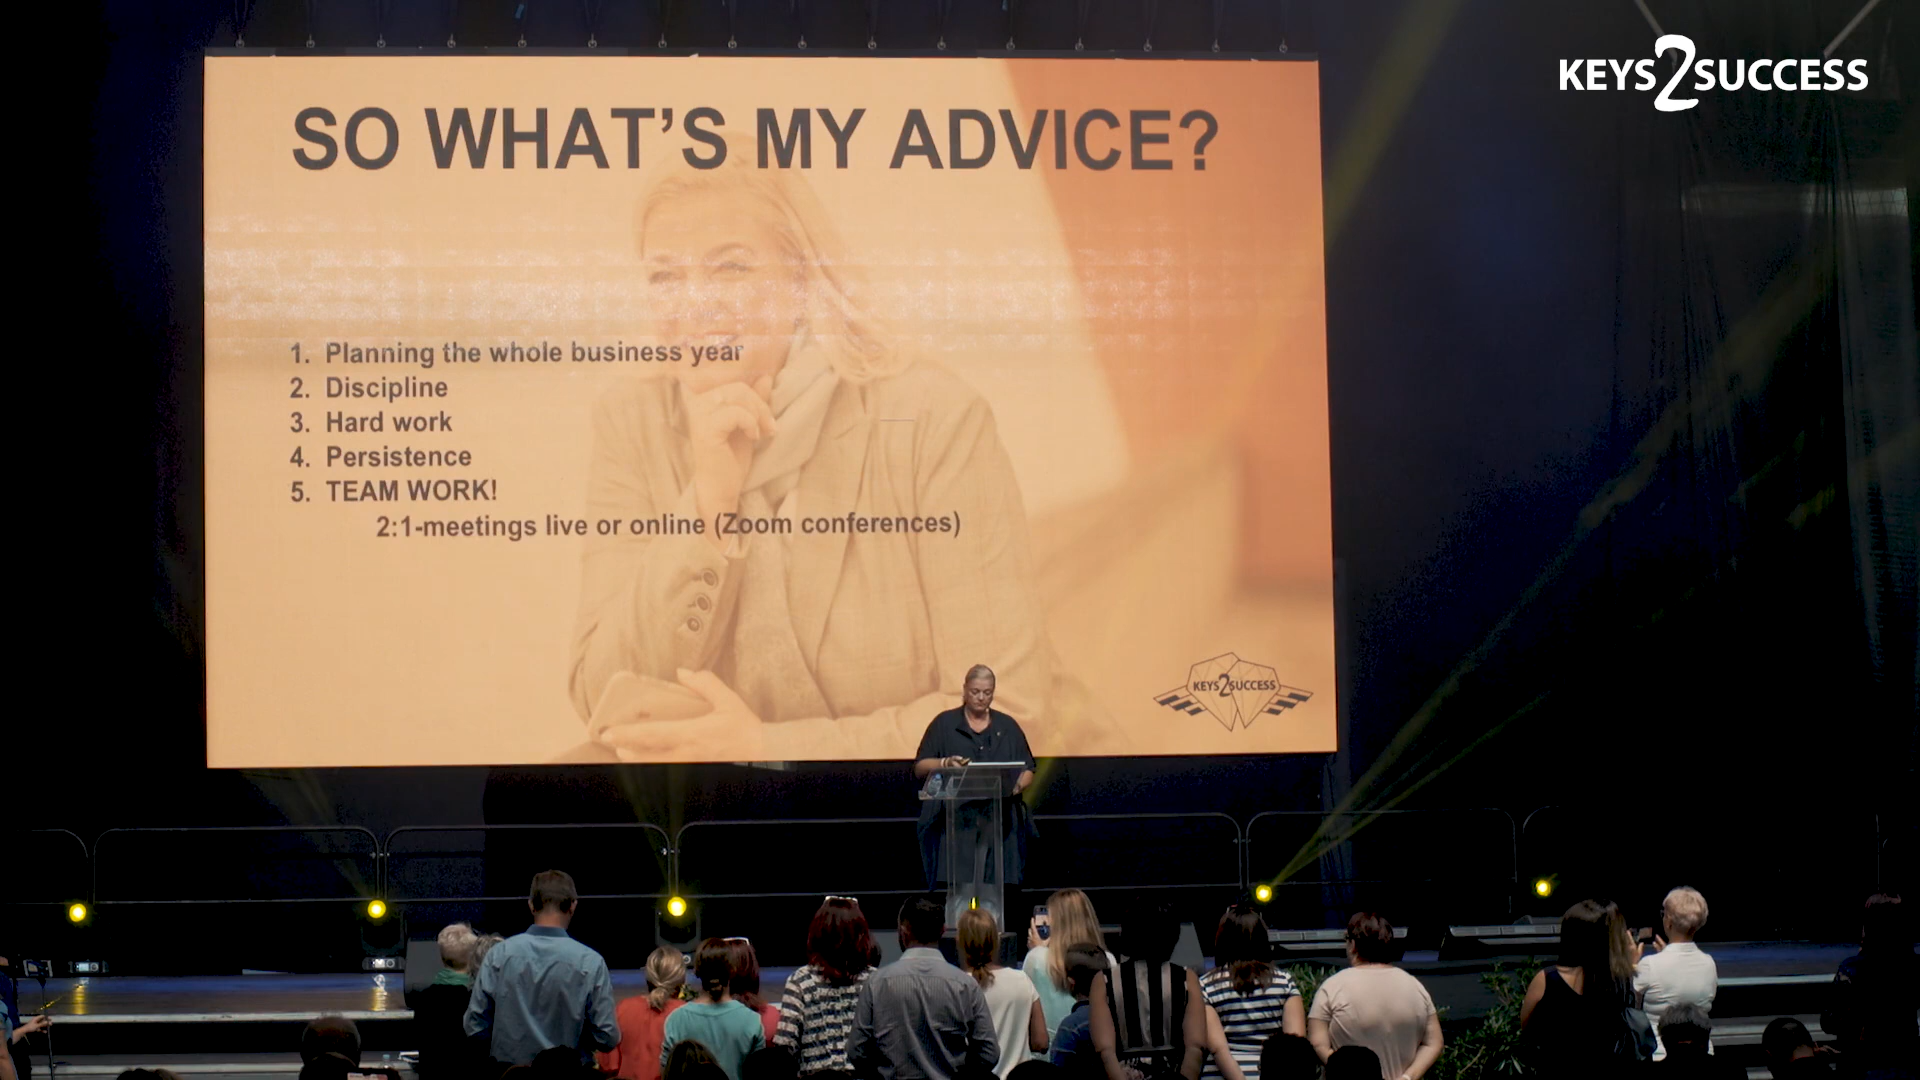 KEYS2SUCCESS
SO WHAT'S MY ADVICE?
1. Planning the whole business year
2. Discipline
3. Hard work
4. Persistence
5. TEAM WORK!
2:1-meetings live or online (Zoom conferences)
KEYS2SUCCESS